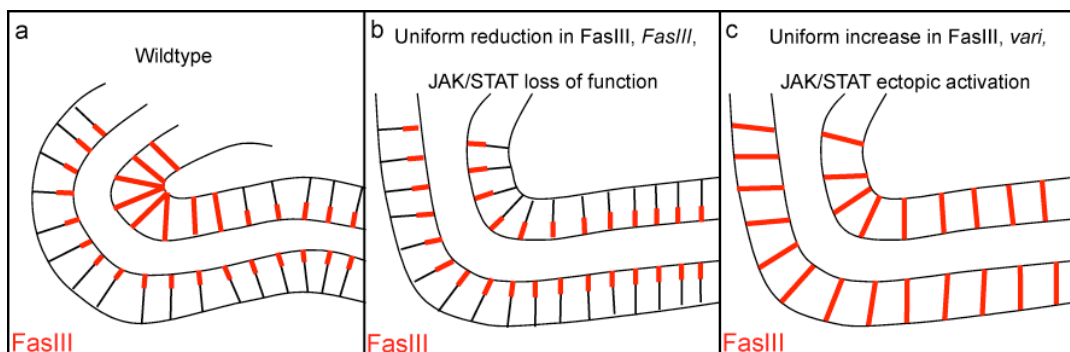 a
Wildtype
FasIII
b
Uniform reduction in FasIII, FasIII,
JAK/STAT loss of function
FasIII
c
Uniform increase in FasIII, vari,
JAK/STAT ectopic activation
FasIII